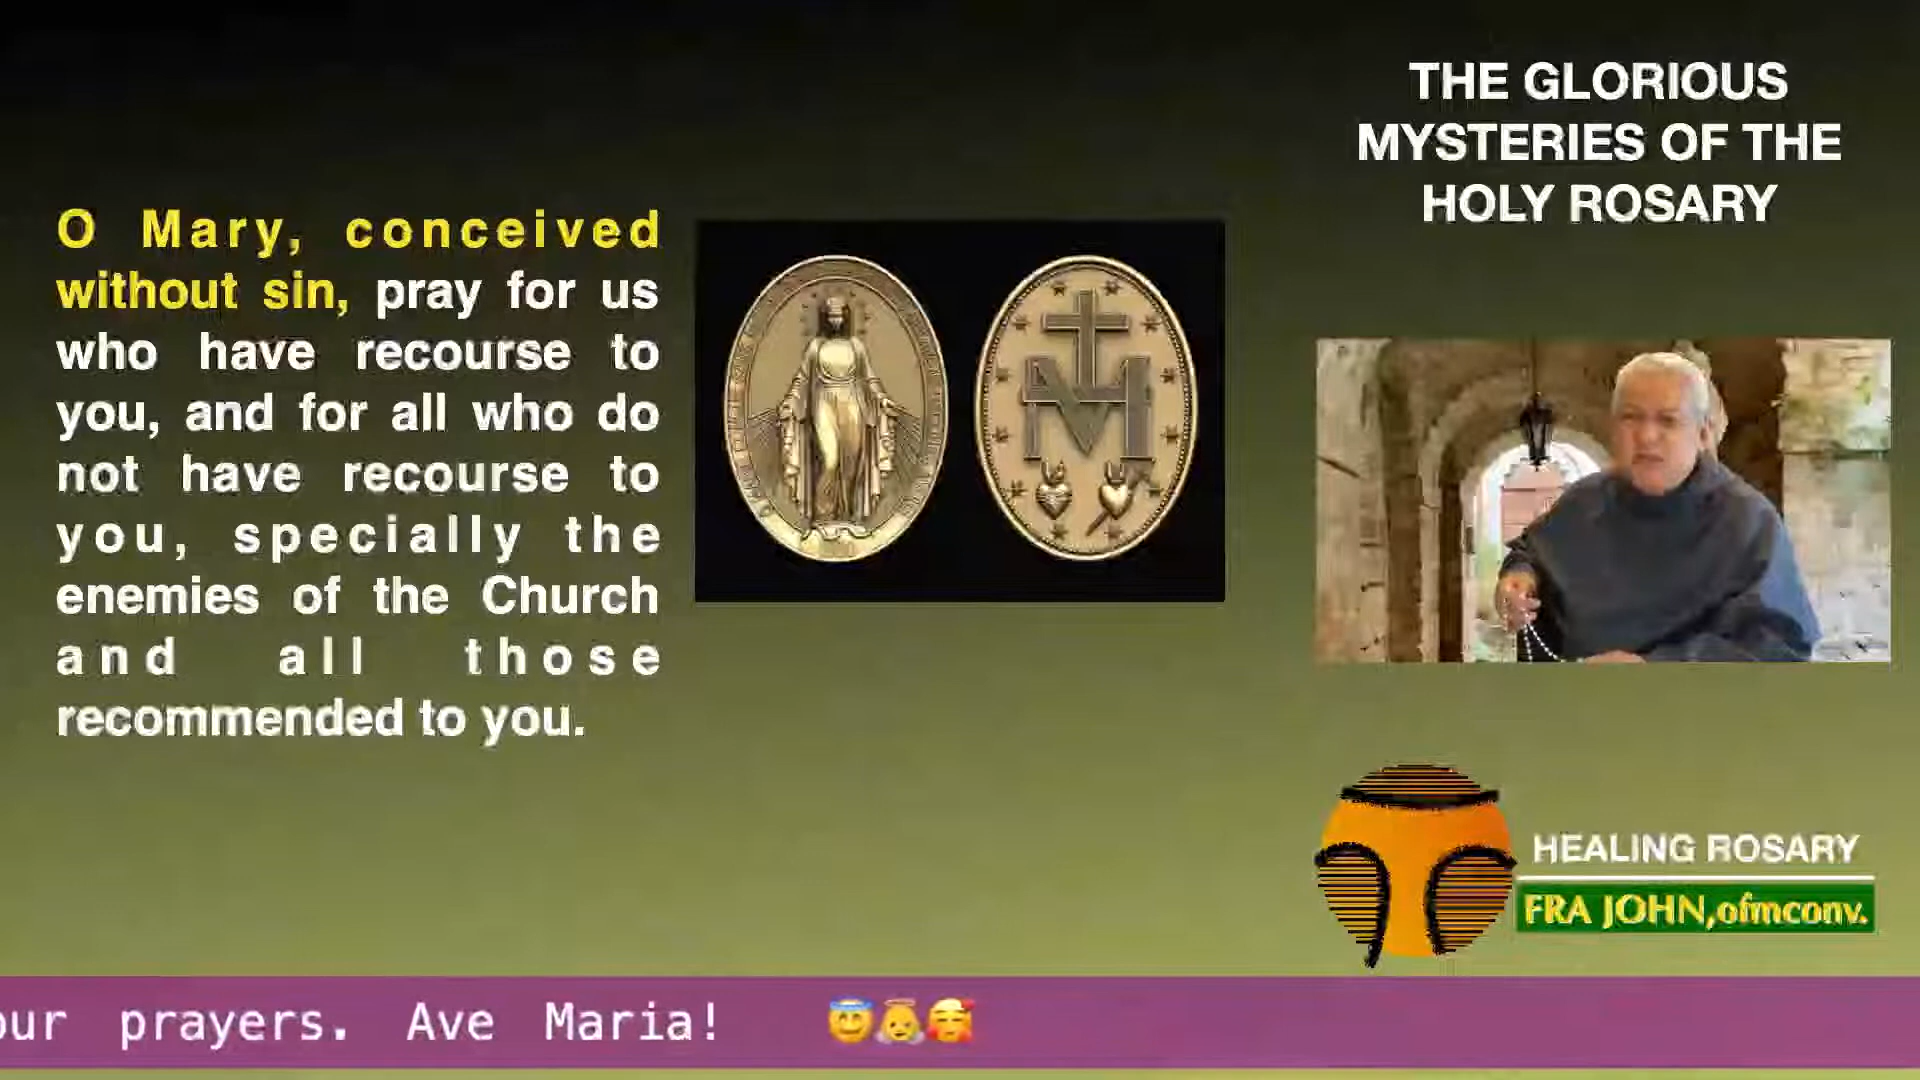 THE GLORIOUS
MYSTERIES OF THE
HOLY ROSARY
O Mary, conceived
without sin, pray for us
who have recourse to
you, and for all who do
not have recourse to
you, specially the
enemies of the Church
and all those
recommended to you.
HEALING ROSARY
FRA JOHN,ofmconv.
our prayers. Ave Maria! 😇👼🥰